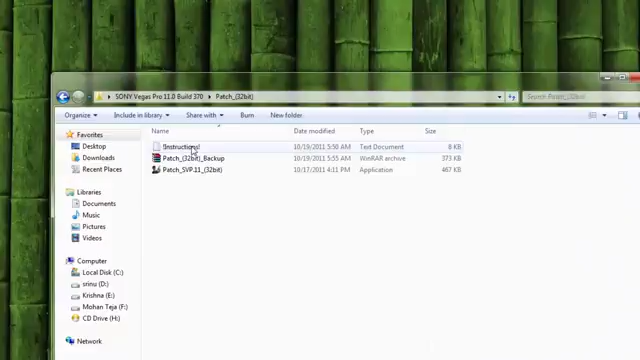 SONY Vegas Pro 11.0 Build 370 ▸ Patch_(32bit)
Search Patch_(32bit)
Organize Include in library Share with Burn New folder
Name Date modified Type Size
Favorites
!Instructions! 10/19/2011 5:50 AM Text Document 8 KB
Desktop
Patch_(32bit)_Backup 10/19/2011 5:55 AM WinRAR archive 373 KB
Downloads
Patch_SVP.11_(32bit) 10/17/2011 4:11 PM Application 467 KB
Recent Places
Libraries
Documents
Music
Pictures
Videos
Computer
Local Disk (C:)
srinu (D:)
Krishna (E:)
Mohan Teja (F:)
CD Drive (H:)
Network